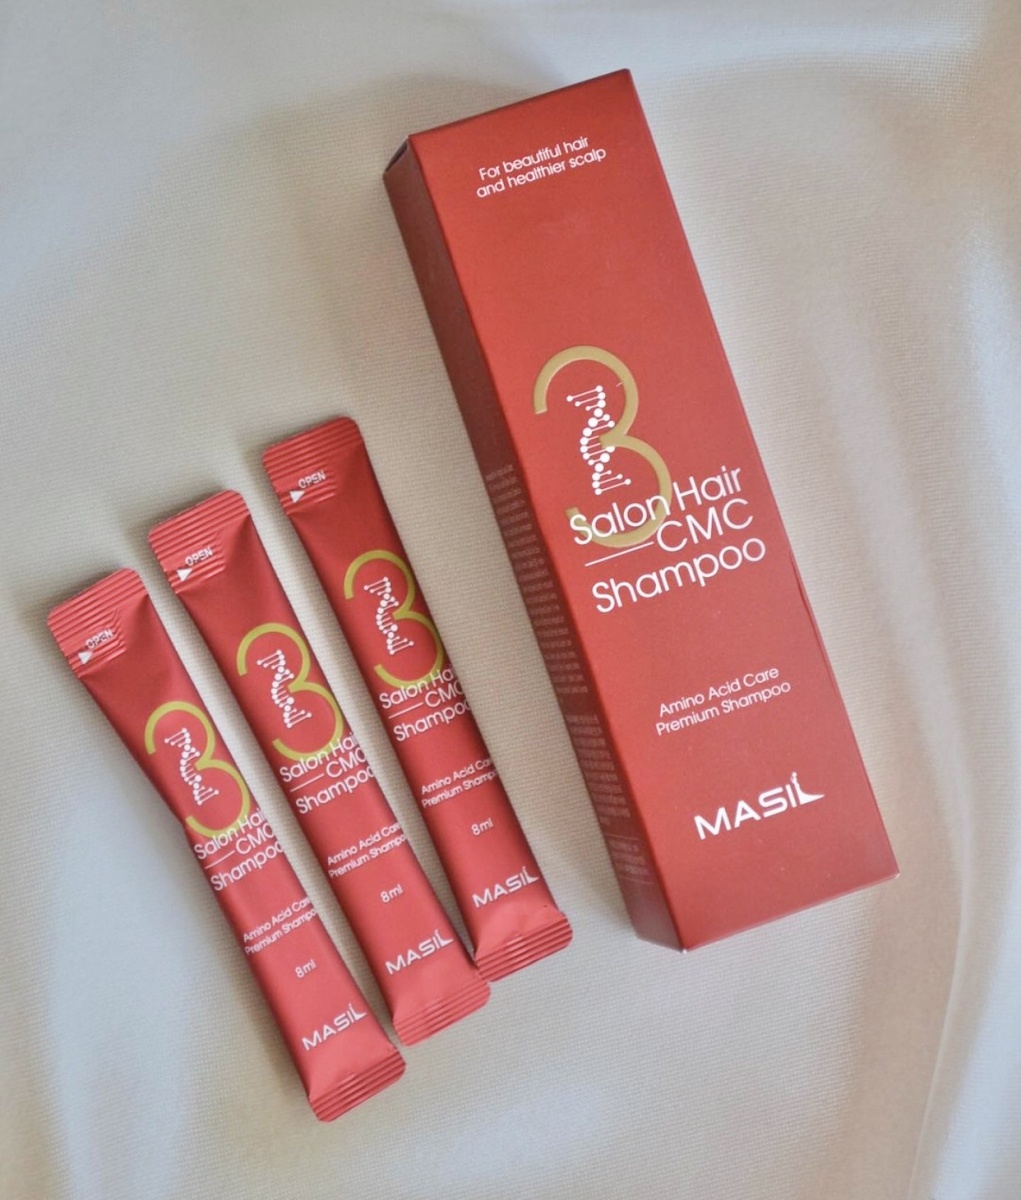 For beautiful hair
and healthier scalp
3
Salon Hair
CMC
Shampoo
Amino Acid Care
Premium Shampoo
MASIL
OPEN
3
Salon Hair
CMC
Shampoo
Amino Acid Care
Premium Shampoo
8ml
MASIL
OPEN
3
Salon Hair
CMC
Shampoo
Amino Acid Care
Premium Shampoo
8ml
MASIL
OPEN
3
Salon Hair
CMC
Shampoo
Amino Acid Care
Premium Shampoo
8ml
MASIL